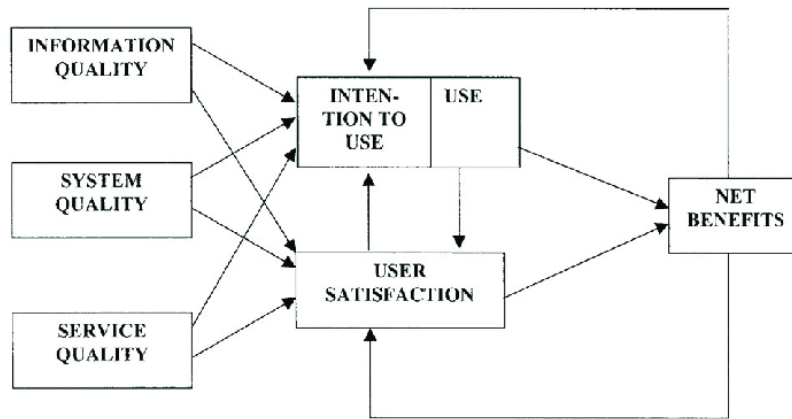 INFORMATION
QUALITY
INTEN-
TION TO
USE
USE
SYSTEM
QUALITY
NET
BENEFITS
USER
SATISFACTION
SERVICE
QUALITY